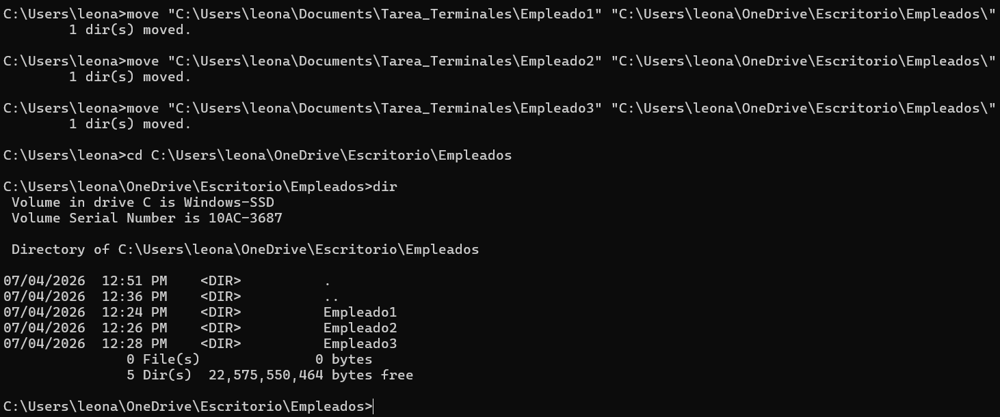 C:\Users\leona>move "C:\Users\leona\Documents\Tarea_Terminales\Empleado1" "C:\Users\leona\OneDrive\Escritorio\Empleados\"
        1 dir(s) moved.

C:\Users\leona>move "C:\Users\leona\Documents\Tarea_Terminales\Empleado2" "C:\Users\leona\OneDrive\Escritorio\Empleados\"
        1 dir(s) moved.

C:\Users\leona>move "C:\Users\leona\Documents\Tarea_Terminales\Empleado3" "C:\Users\leona\OneDrive\Escritorio\Empleados\"
        1 dir(s) moved.

C:\Users\leona>cd C:\Users\leona\OneDrive\Escritorio\Empleados

C:\Users\leona\OneDrive\Escritorio\Empleados>dir
 Volume in drive C is Windows-SSD
 Volume Serial Number is 10AC-3687

 Directory of C:\Users\leona\OneDrive\Escritorio\Empleados

07/04/2026  12:51 PM    <DIR>          .
07/04/2026  12:36 PM    <DIR>          ..
07/04/2026  12:24 PM    <DIR>          Empleado1
07/04/2026  12:26 PM    <DIR>          Empleado2
07/04/2026  12:28 PM    <DIR>          Empleado3
               0 File(s)              0 bytes
               5 Dir(s)  22,575,550,464 bytes free

C:\Users\leona\OneDrive\Escritorio\Empleados>